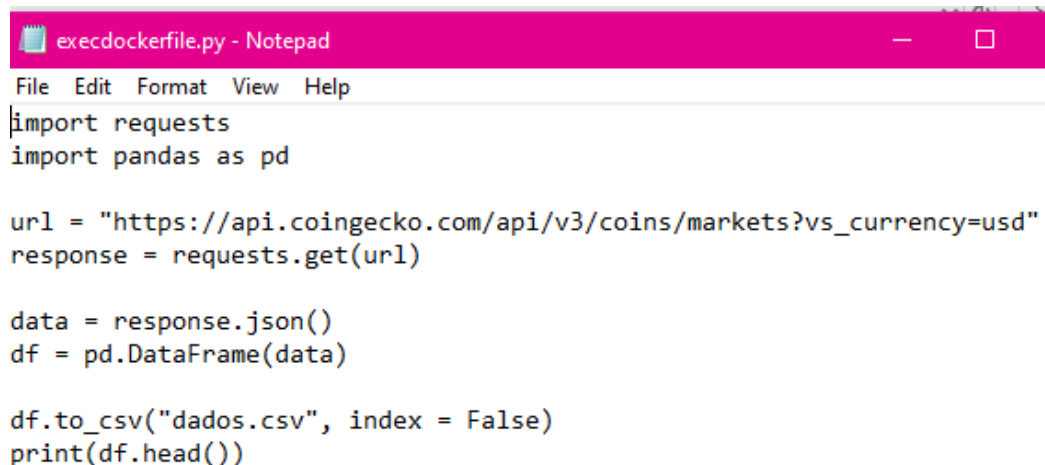 execdockerfile.py - Notepad
File Edit Format View Help
import requests
import pandas as pd
url = "https://api.coingecko.com/api/v3/coins/markets?vs_currency=usd"
response = requests.get(url)
data = response.json()
df = pd.DataFrame(data)
df.to_csv("dados.csv", index = False)
print(df.head())